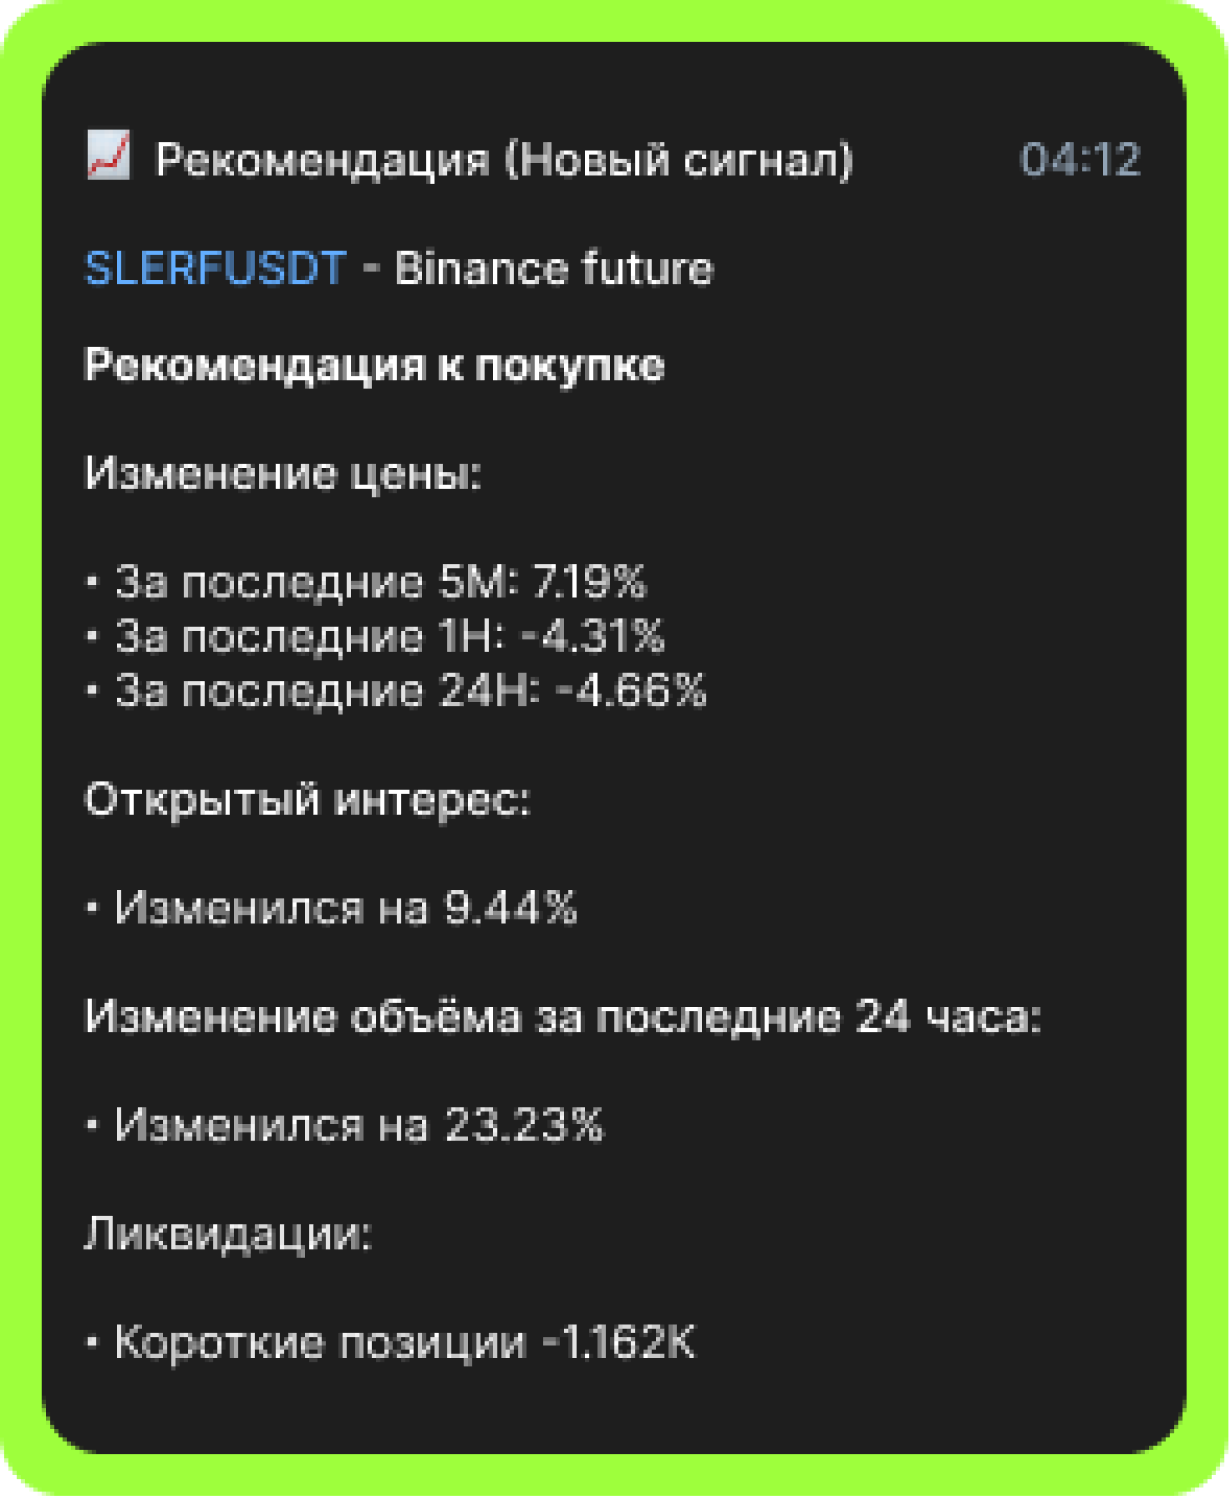 Рекомендация (Новый сигнал) 04:12
SLERFUSDT - Binance future
Рекомендация к покупке
Изменение цены:
• За последние 5M: 7.19%
• За последние 1H: -4.31%
• За последние 24H: -4.66%
Открытый интерес:
• Изменился на 9.44%
Изменение объёма за последние 24 часа:
• Изменился на 23.23%
Ликвидации:
• Короткие позиции -1.162K